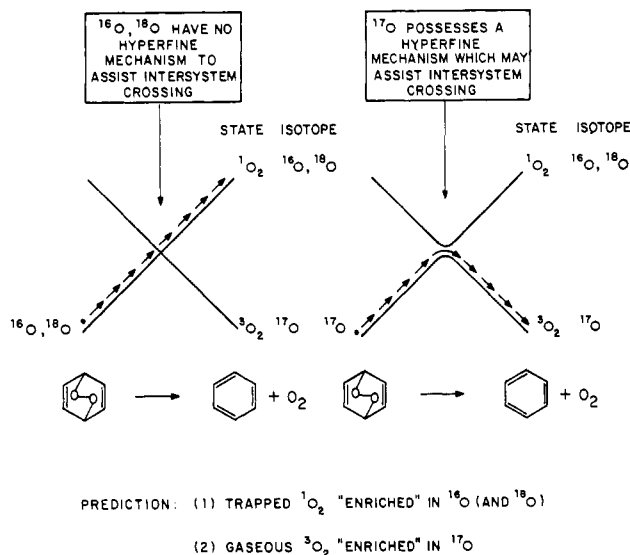 ¹⁶O, ¹⁸O HAVE NO
HYPERFINE
MECHANISM TO
ASSIST INTERSYSTEM
CROSSING
¹⁷O POSSESSES A
HYPERFINE
MECHANISM WHICH MAY
ASSIST INTERSYSTEM
CROSSING
STATE ISOTOPE
¹O₂ ¹⁶O, ¹⁸O
STATE ISOTOPE
¹O₂ ¹⁶O, ¹⁸O
¹⁶O, ¹⁸O
³O₂ ¹⁷O
¹⁷O
³O₂ ¹⁷O
O O
+ O₂
O O
+ O₂
PREDICTION: (1) TRAPPED ¹O₂ "ENRICHED" IN ¹⁶O (AND ¹⁸O)
(2) GASEOUS ³O₂ "ENRICHED" IN ¹⁷O